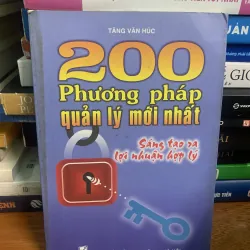 TĂNG VĂN HÚC
200
Phương pháp
quản lý mới nhất
Sáng tạo ra
lợi nhuận hợp lý